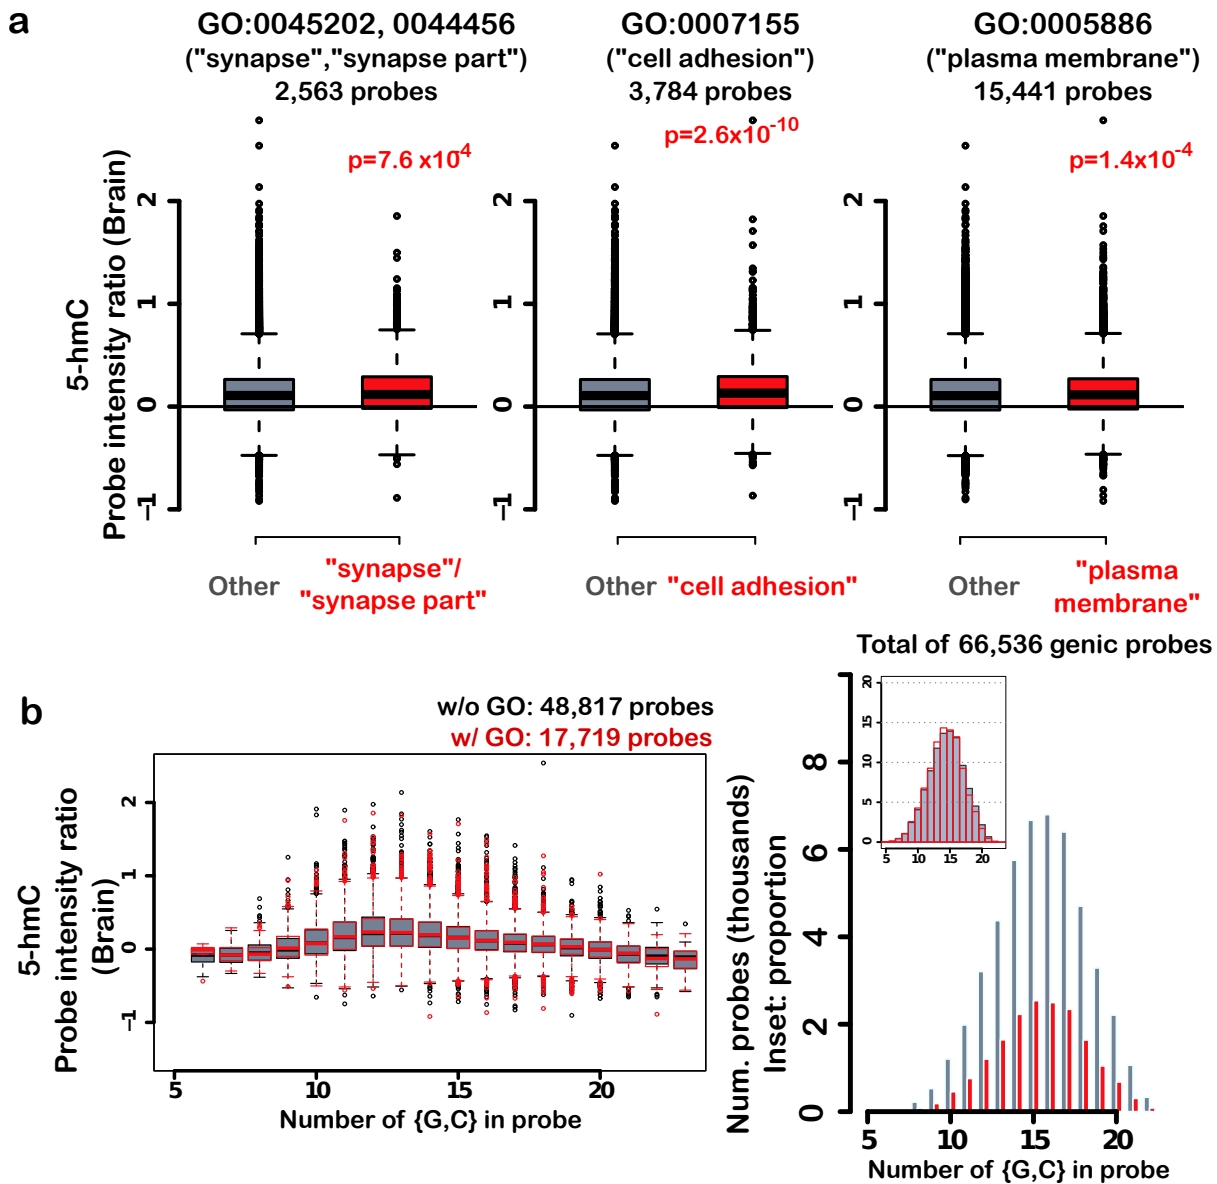 a
GO:0045202, 0044456
("synapse","synapse part")
2,563 probes
GO:0007155
("cell adhesion")
3,784 probes
GO:0005886
("plasma membrane")
15,441 probes
p=7.6 x10-4
p=2.6x10-10
p=1.4x10-4
5-hmC
Probe intensity ratio (Brain)
2
1
0
−1
2
1
0
−1
2
1
0
−1
Other
"synapse"/
"synapse part"
Other
"cell adhesion"
Other
"plasma
membrane"
b
w/o GO: 48,817 probes
w/ GO: 17,719 probes
5-hmC
Probe intensity ratio
(Brain)
2
1
0
−1
5 10 15 20
Number of {G,C} in probe
Total of 66,536 genic probes
Num. probes (thousands)
Inset: proportion
8
6
4
2
0
20
15
10
5
0
5 10 15 20
5 10 15 20
Number of {G,C} in probe